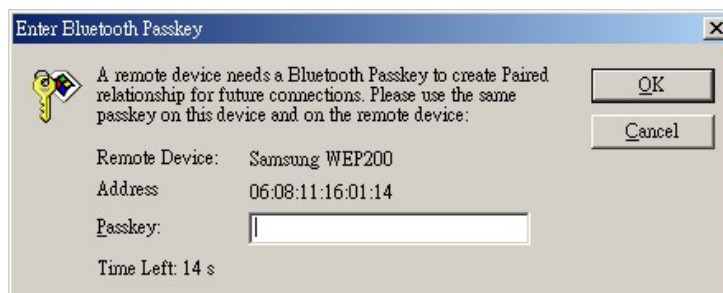 Enter Bluetooth Passkey
A remote device needs a Bluetooth Passkey to create Paired
relationship for future connections. Please use the same
passkey on this device and on the remote device:
OK
Cancel
Remote Device: Samsung WEP200
Address 06:08:11:16:01:14
Passkey:
Time Left: 14 s